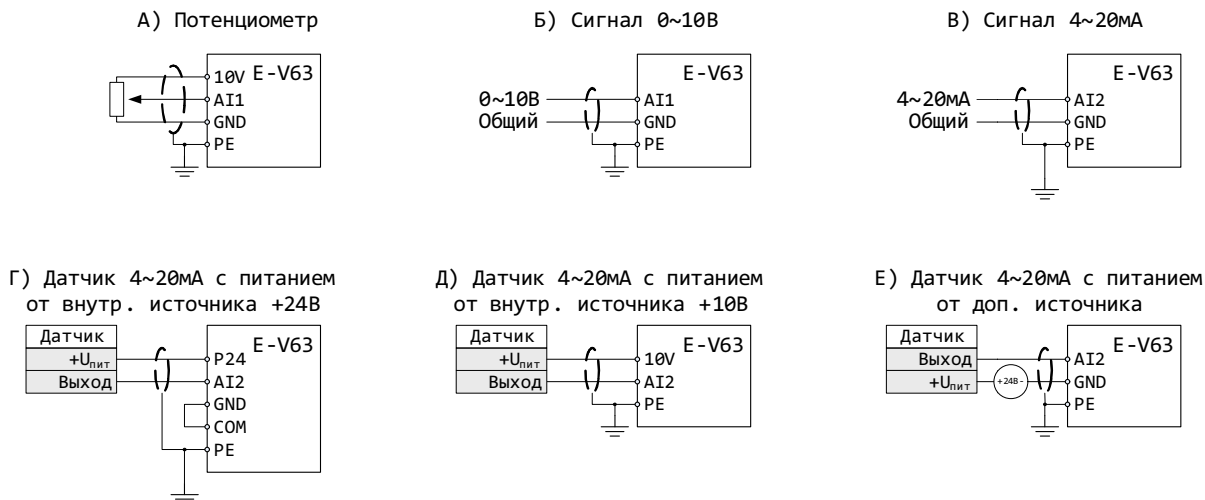 А) Потенциометр
10V E-V63
AI1
GND
PE
Б) Сигнал 0~10В
E-V63
0~10В AI1
Общий GND
PE
В) Сигнал 4~20мА
E-V63
4~20мА AI2
Общий GND
PE
Г) Датчик 4~20мА с питанием
от внутр. источника +24В
Датчик E-V63
+Uпит P24
Выход AI2
GND
COM
PE
Д) Датчик 4~20мА с питанием
от внутр. источника +10В
Датчик E-V63
+Uпит 10V
Выход AI2
PE
Е) Датчик 4~20мА с питанием
от доп. источника
Датчик E-V63
Выход AI2
+Uпит +24В- GND
PE